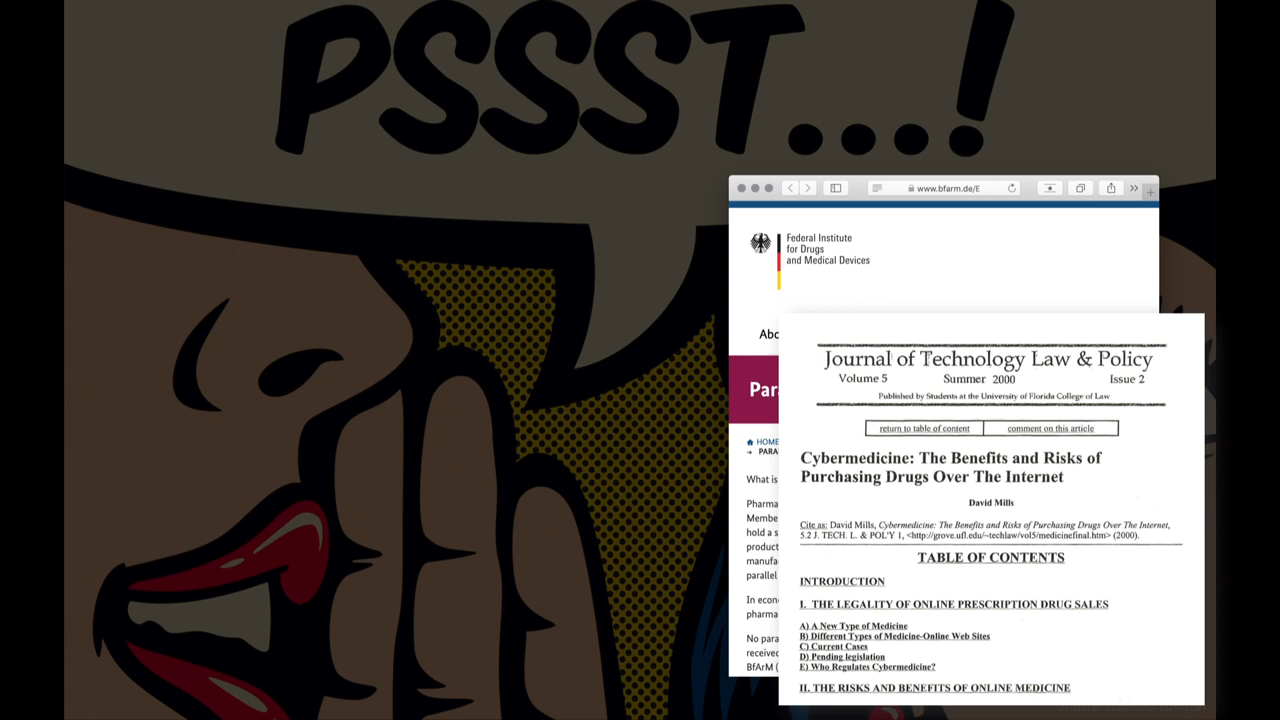 PSSST...!
www.bfarm.de/E
Federal Institute
for Drugs
and Medical Devices
HOME
What is
Pharma
Membe
hold a s
product
manufa
parallel
In econ
pharma
No para
received
BfArM (
Journal of Technology Law & Policy
Volume 5 Summer 2000 Issue 2
Published by Students at the University of Florida College of Law
return to table of content comment on this article
Cybermedicine: The Benefits and Risks of
Purchasing Drugs Over The Internet
David Mills
Cite as: David Mills, Cybermedicine: The Benefits and Risks of Purchasing Drugs Over The Internet,
5.2 J. TECH. L. & POL'Y 1, <http://grove.ufl.edu/~techlaw/vol5/medicinefinal.htm> (2000).
TABLE OF CONTENTS
INTRODUCTION
I. THE LEGALITY OF ONLINE PRESCRIPTION DRUG SALES
A) A New Type of Medicine
B) Different Types of Medicine-Online Web Sites
C) Current Cases
D) Pending legislation
E) Who Regulates Cybermedicine?
II. THE RISKS AND BENEFITS OF ONLINE MEDICINE